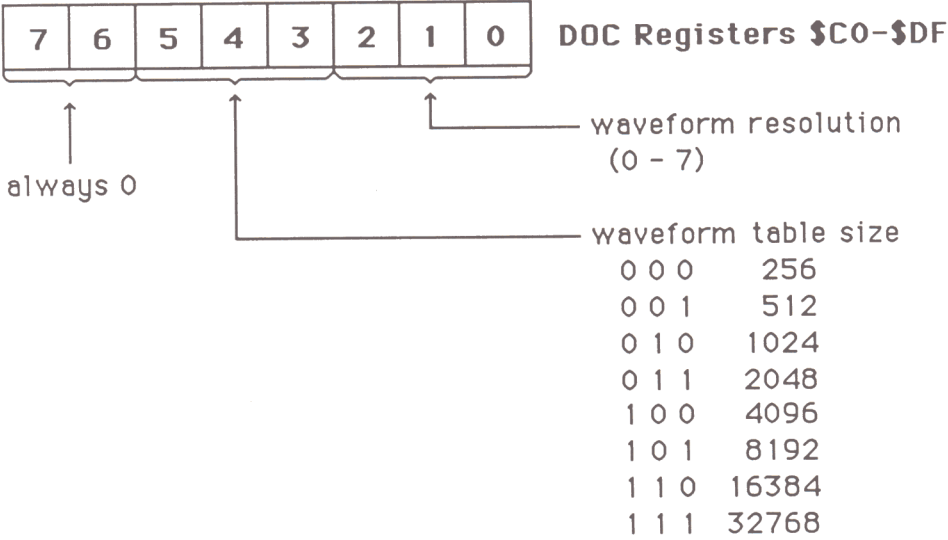 7 6 5 4 3 2 1 0 DOC Registers $C0-$DF
waveform resolution
(0 - 7)
always 0
waveform table size
0 0 0 256
0 0 1 512
0 1 0 1024
0 1 1 2048
1 0 0 4096
1 0 1 8192
1 1 0 16384
1 1 1 32768